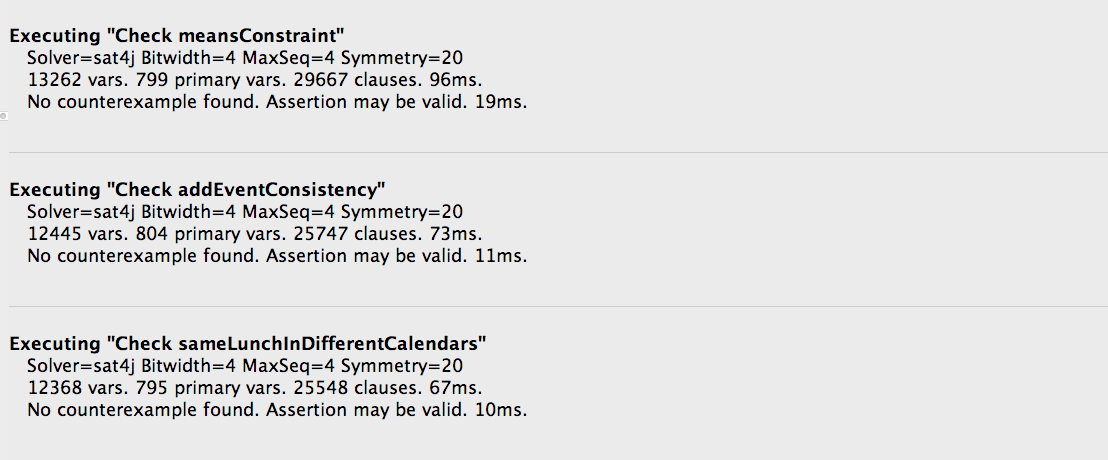 Executing "Check meansConstraint"
Solver=sat4j Bitwidth=4 MaxSeq=4 Symmetry=20
13262 vars. 799 primary vars. 29667 clauses. 96ms.
No counterexample found. Assertion may be valid. 19ms.
Executing "Check addEventConsistency"
Solver=sat4j Bitwidth=4 MaxSeq=4 Symmetry=20
12445 vars. 804 primary vars. 25747 clauses. 73ms.
No counterexample found. Assertion may be valid. 11ms.
Executing "Check sameLunchInDifferentCalendars"
Solver=sat4j Bitwidth=4 MaxSeq=4 Symmetry=20
12368 vars. 795 primary vars. 25548 clauses. 67ms.
No counterexample found. Assertion may be valid. 10ms.